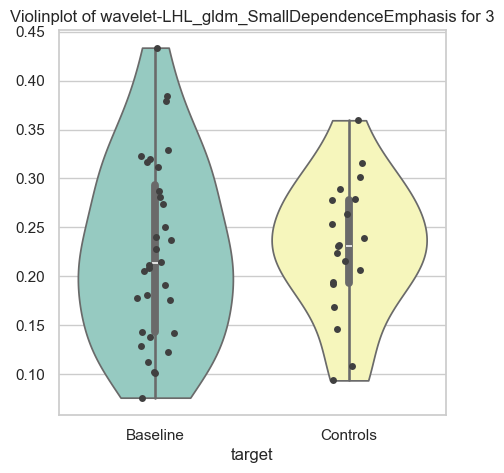 Violinplot of wavelet-LHL_gldm_SmallDependenceEmphasis for 3
0.45
0.40
0.35
0.30
0.25
0.20
0.15
0.10
Baseline Controls
target